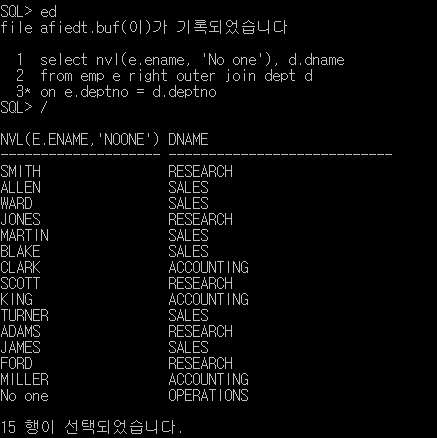 SQL> ed
file afiedt.buf(이)가 기록되었습니다
1 select nvl(e.ename, 'No one'), d.dname
2 from emp e right outer join dept d
3* on e.deptno = d.deptno
SQL> /
NVL(E.ENAME,'NOONE') DNAME
-------------------- ----------------------------
SMITH RESEARCH
ALLEN SALES
WARD SALES
JONES RESEARCH
MARTIN SALES
BLAKE SALES
CLARK ACCOUNTING
SCOTT RESEARCH
KING ACCOUNTING
TURNER SALES
ADAMS RESEARCH
JAMES SALES
FORD RESEARCH
MILLER ACCOUNTING
No one OPERATIONS
15 행이 선택되었습니다.